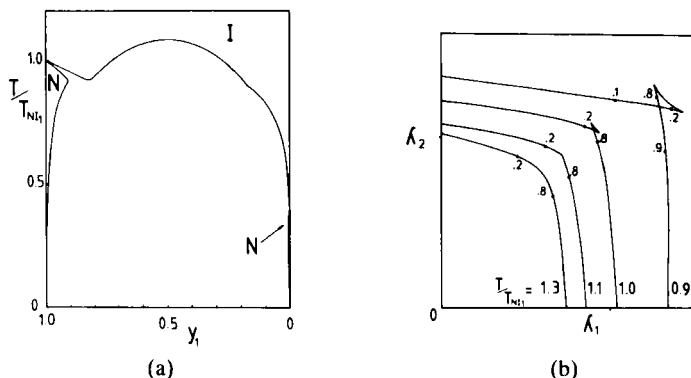 I
1.0
N
T/T_NI₁
0.5
N
0
1.0 0.5 0
y₁
(a)
.1
.8
.2
.2
.8
.9
λ₂
.2
.8
.2
.8
T/T_NI₁ = 1.3 1.1 1.0 0.9
0
λ₁
(b)